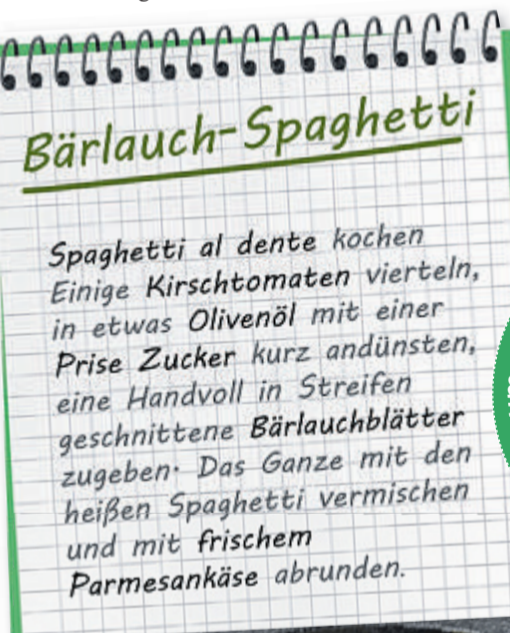 Bärlauch-Spaghetti
Spaghetti al dente kochen
Einige Kirschtomaten vierteln,
in etwas Olivenöl mit einer
Prise Zucker kurz andünsten,
eine Handvoll in Streifen
geschnittene Bärlauchblätter
zugeben· Das Ganze mit den
heißen Spaghetti vermischen
und mit frischem
Parmesankäse abrunden.